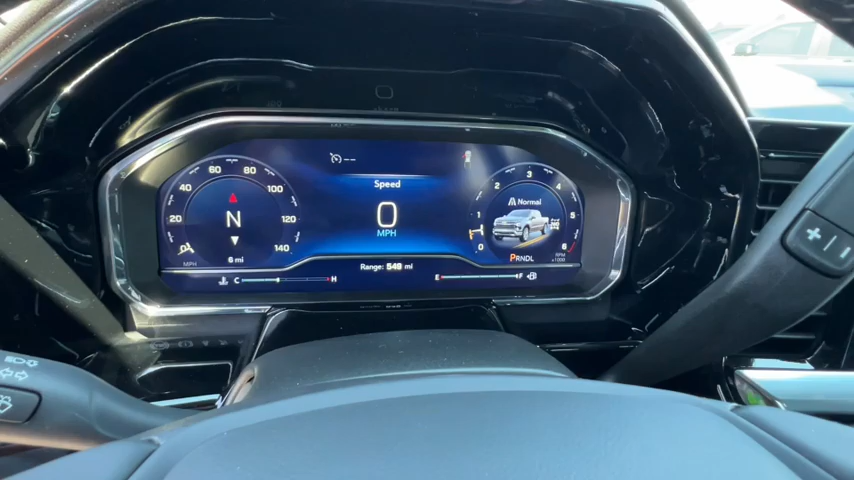 60 80
40 100
20 120
0 140
N
MPH
6 mi
--
Speed
0
MPH
Range: 549 mi
C H
E F
3
2 4
1 5
0 6
Normal
PRNDL
RPM
x1000
+